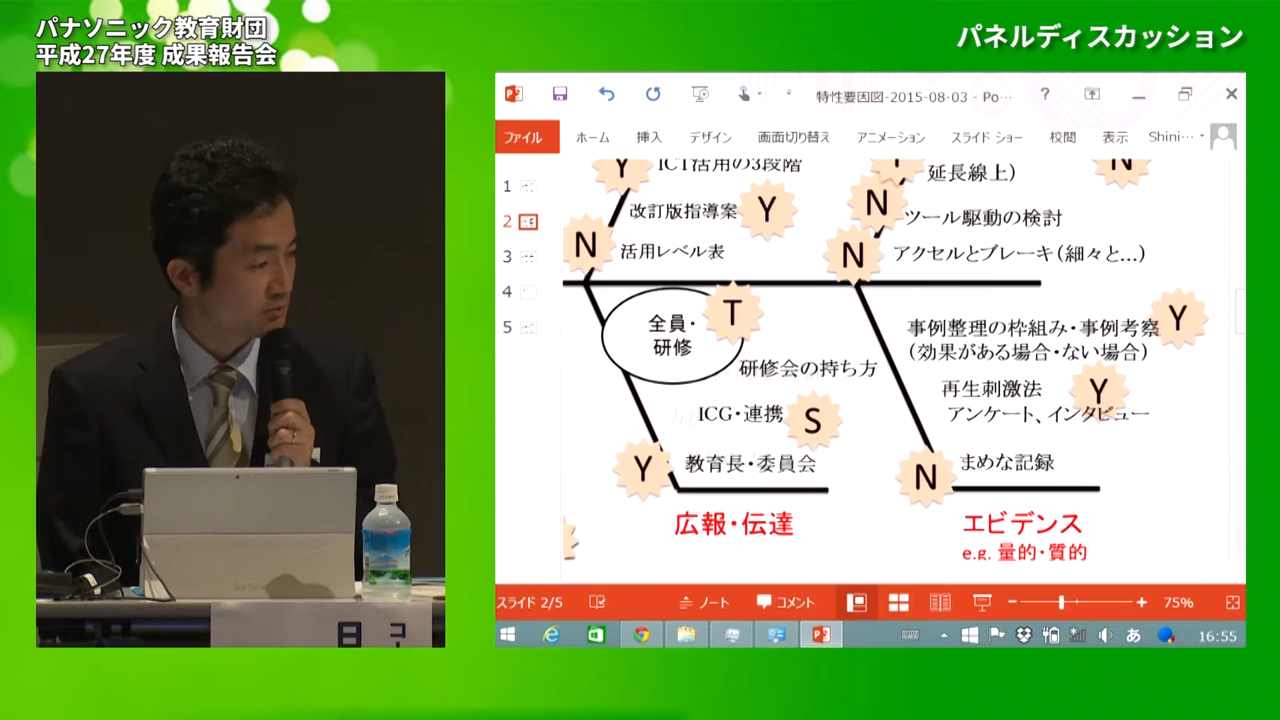 パナソニック教育財団
平成27年度 成果報告会
パネルディスカッション
特性要因図-2015-08-03 - Po…
?
ファイル
ホーム
挿入
デザイン
画面切り替え
アニメーション
スライド ショー
校閲
表示
Shini…
1
2
3
4
5
Y
ICT活用の3段階
改訂版指導案
Y
N
活用レベル表
Y
延長線上)
N
N
ツール駆動の検討
N
アクセルとブレーキ(細々と…)
全員・
研修
T
研修会の持ち方
ICG・連携
S
Y
教育長・委員会
広報・伝達
事例整理の枠組み・事例考察
Y
(効果がある場合・ない場合)
再生刺激法
Y
アンケート、インタビュー
N
まめな記録
エビデンス
e.g. 量的・質的
スライド 2/5
ノート
コメント
75%
あ
16:55
Surface